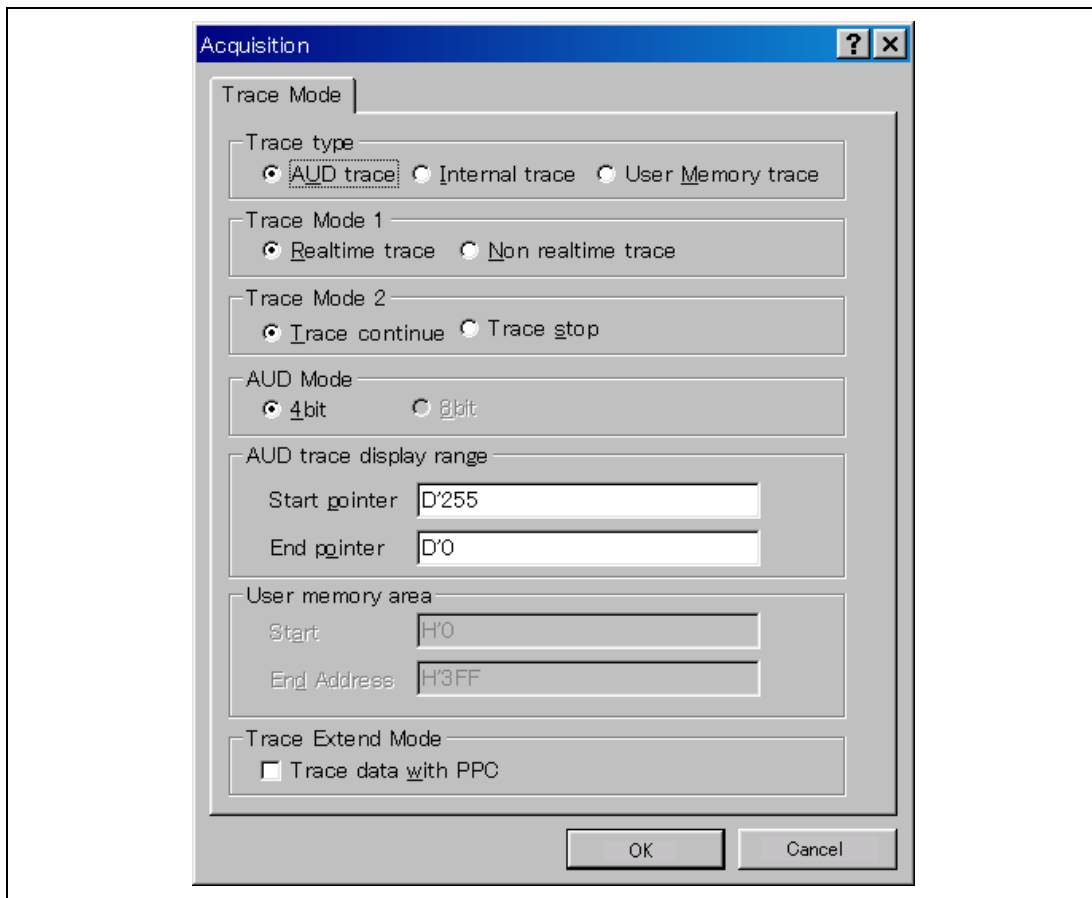 Acquisition
Trace Mode
Trace type
AUD trace Internal trace User Memory trace
Trace Mode 1
Realtime trace Non realtime trace
Trace Mode 2
Trace continue Trace stop
AUD Mode
4bit 8bit
AUD trace display range
Start pointer D'255
End pointer D'0
User memory area
Start H'0
End Address H'3FF
Trace Extend Mode
Trace data with PPC
OK Cancel